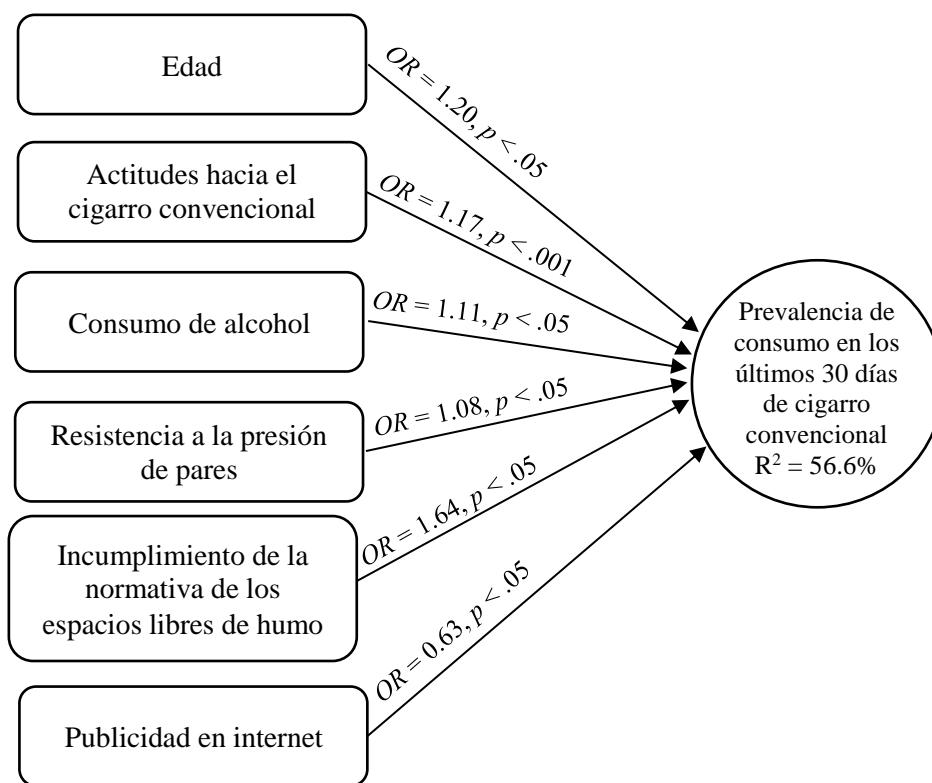 Edad
OR = 1.20, p < .05
Actitudes hacia el
cigarro convencional
OR = 1.17, p < .001
Consumo de alcohol
OR = 1.11, p < .05
Resistencia a la presión
de pares
OR = 1.08, p < .05
Incumplimiento de la
normativa de los
espacios libres de humo
OR = 1.64, p < .05
Publicidad en internet
OR = 0.63, p < .05
Prevalencia de
consumo en los
últimos 30 días
de cigarro
convencional
R² = 56.6%